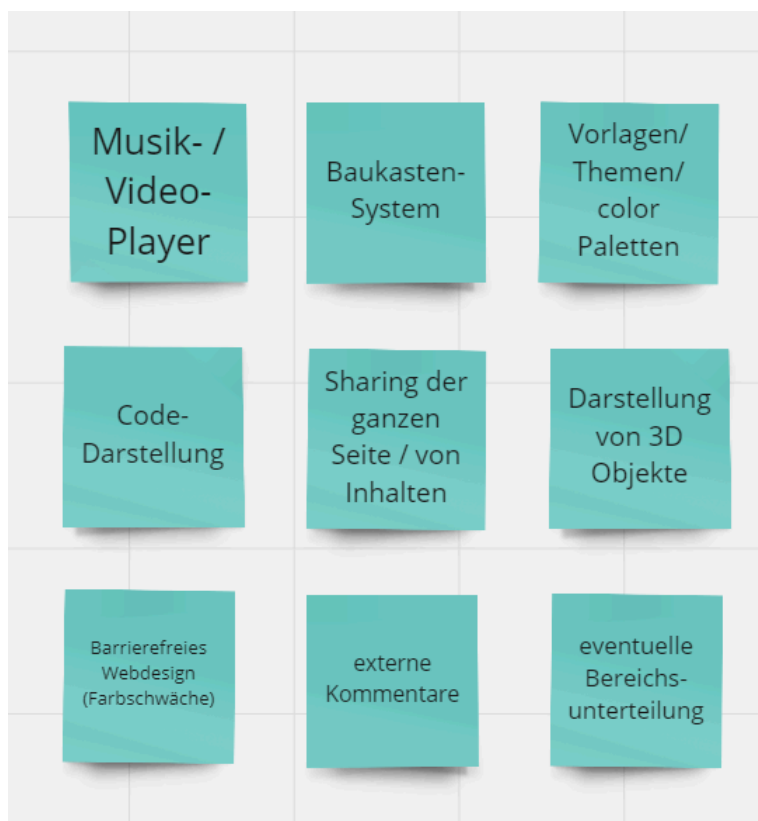 Musik- /
Video-
Player
Baukasten-
System
Vorlagen/
Themen/
color
Paletten
Code-
Darstellung
Sharing der
ganzen
Seite / von
Inhalten
Darstellung
von 3D
Objekte
Barrierefreies
Webdesign
(Farbschwäche)
externe
Kommentare
eventuelle
Bereichs-
unterteilung